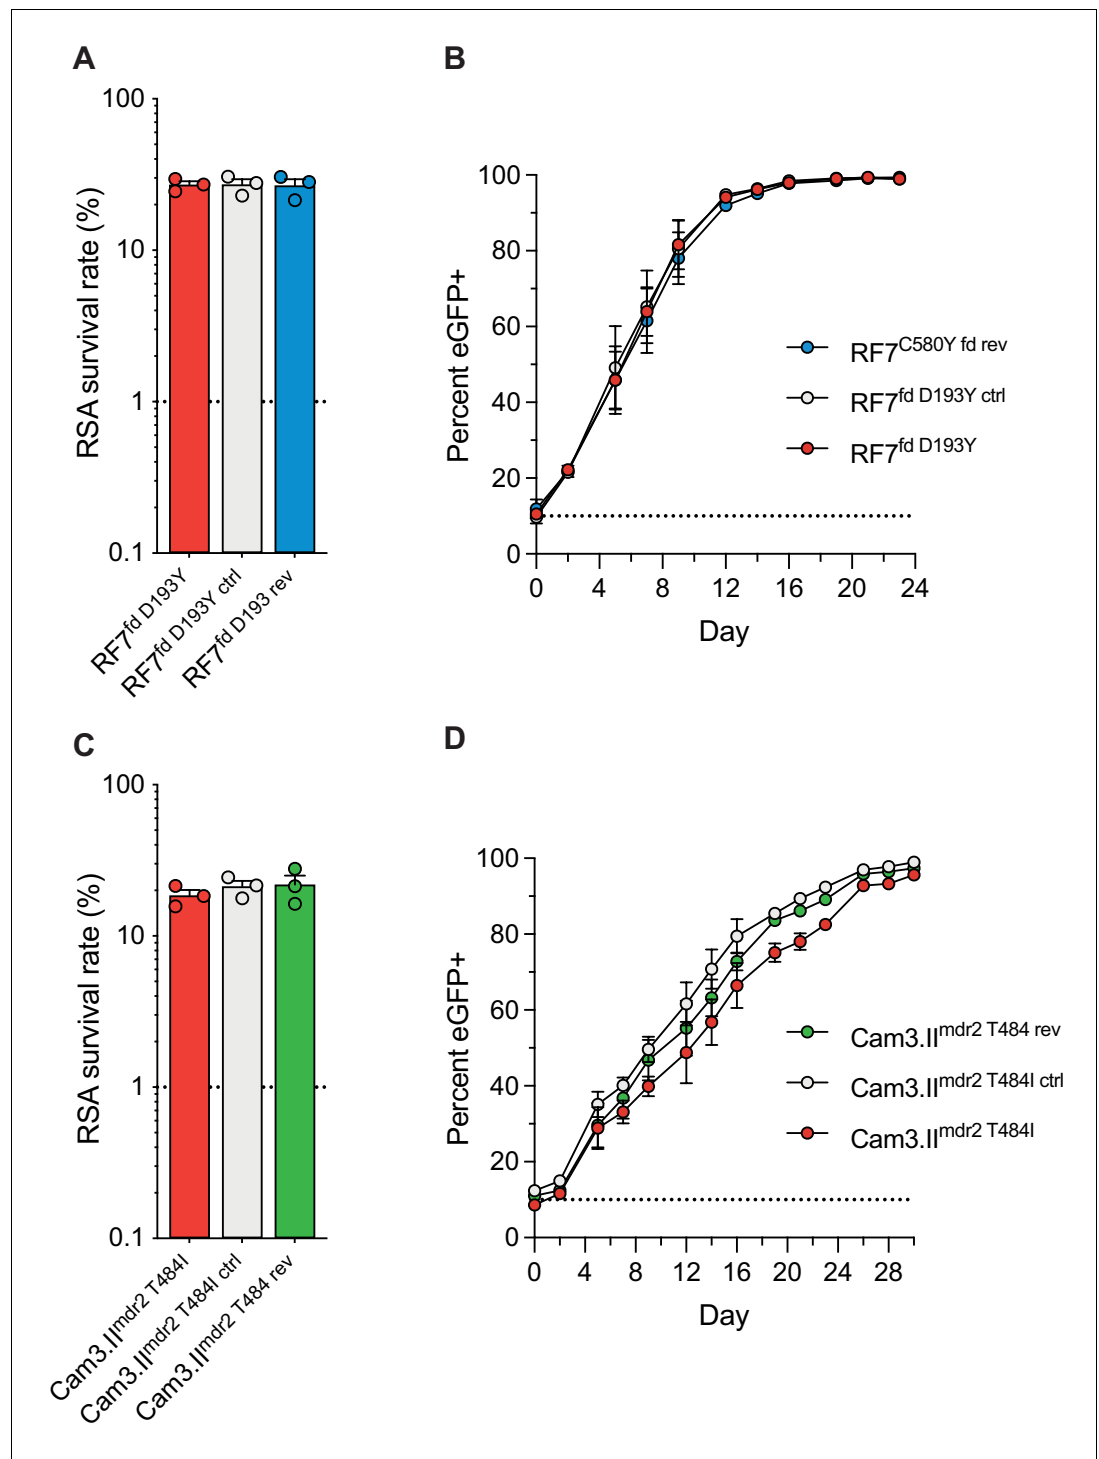 A
RSA survival rate (%)
100
10
1
0.1
RF7fd D193Y
RF7fd D193Y ctrl
RF7fd D193 rev
B
Percent eGFP+
100
80
60
40
20
0
0 4 8 12 16 20 24
Day
RF7C580Y fd rev
RF7fd D193Y ctrl
RF7fd D193Y
C
RSA survival rate (%)
100
10
1
0.1
Cam3.IImdr2 T484I
Cam3.IImdr2 T484I ctrl
Cam3.IImdr2 T484 rev
D
Percent eGFP+
100
80
60
40
20
0
0 4 8 12 16 20 24 28
Day
Cam3.IImdr2 T484 rev
Cam3.IImdr2 T484I ctrl
Cam3.IImdr2 T484I